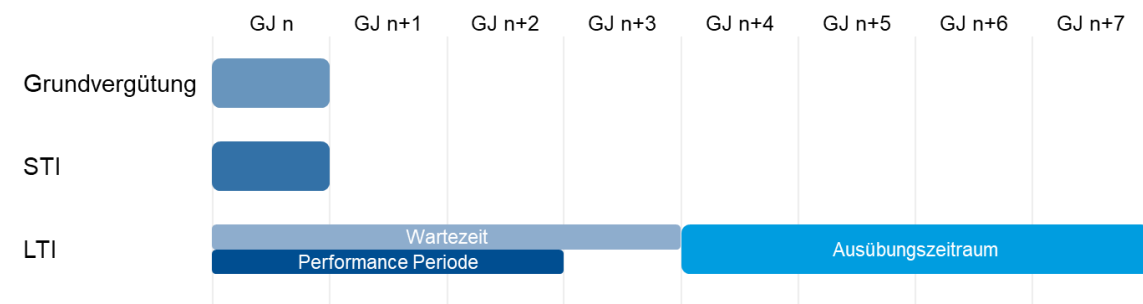 GJ n GJ n+1 GJ n+2 GJ n+3 GJ n+4 GJ n+5 GJ n+6 GJ n+7
Grundvergütung
STI
LTI
Wartezeit
Performance Periode
Ausübungszeitraum